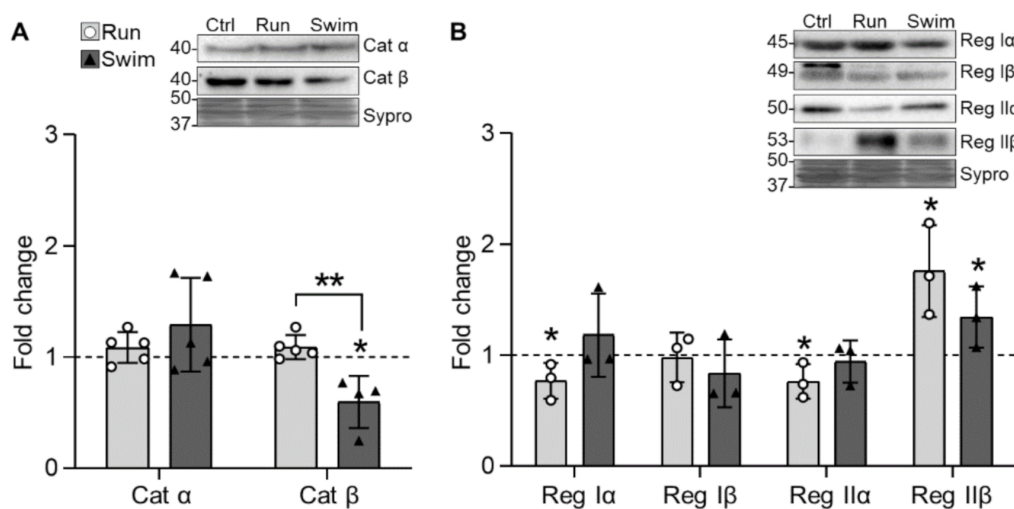 A
Run
Swim
Ctrl Run Swim
40 Cat α
40 Cat β
50
37 Sypro
3
2
1
0
Fold change
**
*
Cat α Cat β
B
Ctrl Run Swim
45 Reg Iα
49 Reg Iβ
50 Reg IIα
53 Reg IIβ
50
37 Sypro
3
2
1
0
Fold change
* * * *
Reg Iα Reg Iβ Reg IIα Reg IIβ